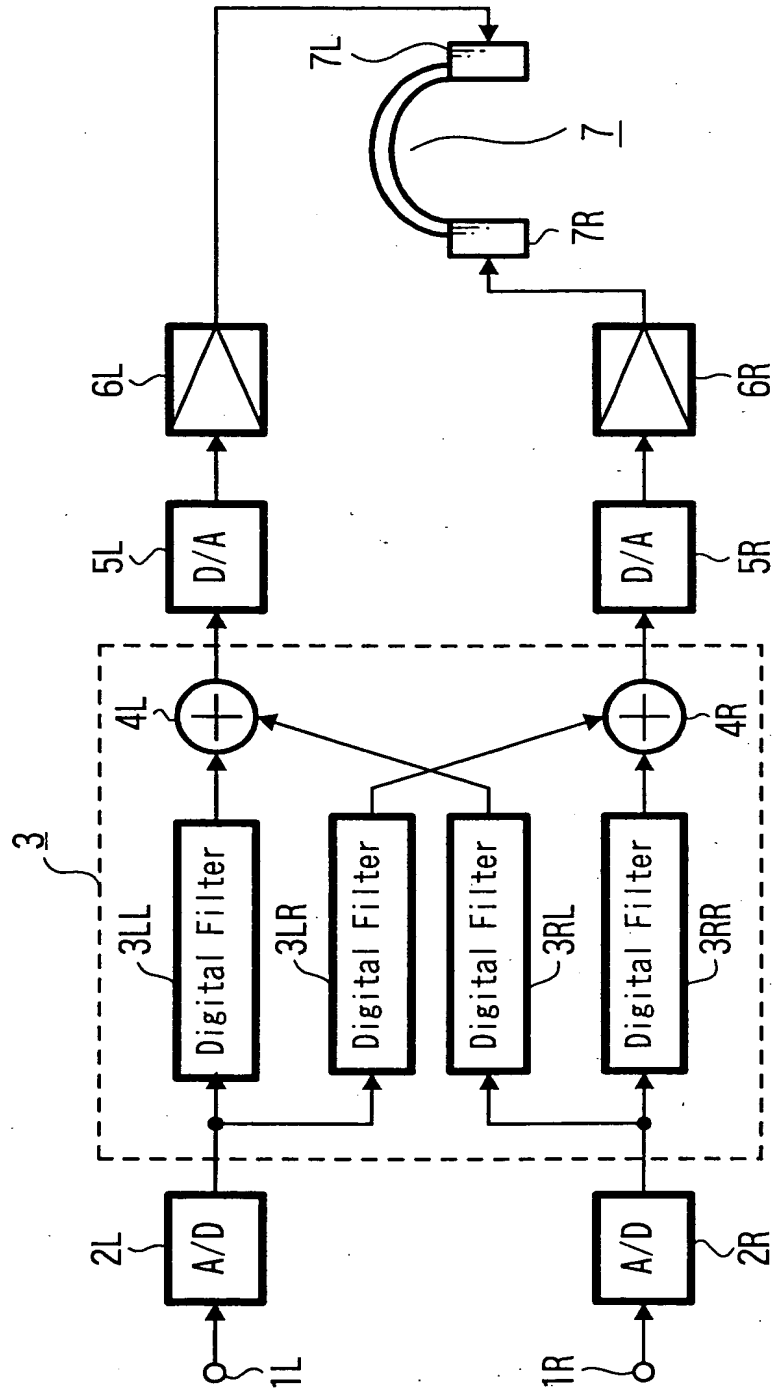 3
4L
5L
6L
7L
3LL
2L
Digital Filter
D/A
A/D
1L
3LR
7
Digital Filter
7R
Digital Filter
3RL
1R
A/D
Digital Filter
D/A
2R
3RR
4R
5R
6R